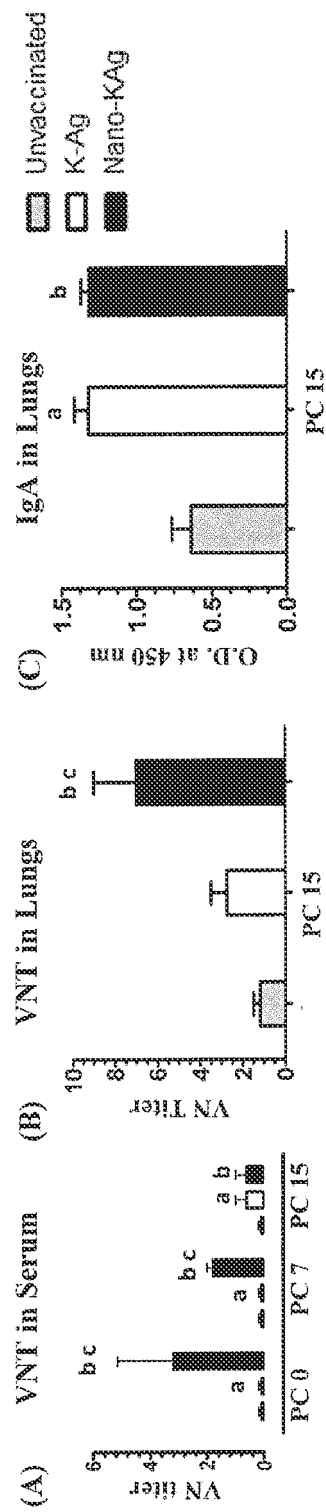 (A) VNT in Serum
VN titer
6
4
2
0
b c
a
b c
a
a
b
PC 0
PC 7
PC 15
(B) VNT in Lungs
VN Titer
10
8
6
4
2
0
b c
PC 15
(C) IgA in Lungs
O.D. at 450 nm
1.5
1.0
0.5
0.0
a
b
PC 15
Unvaccinated
K-Ag
Nano-KAg